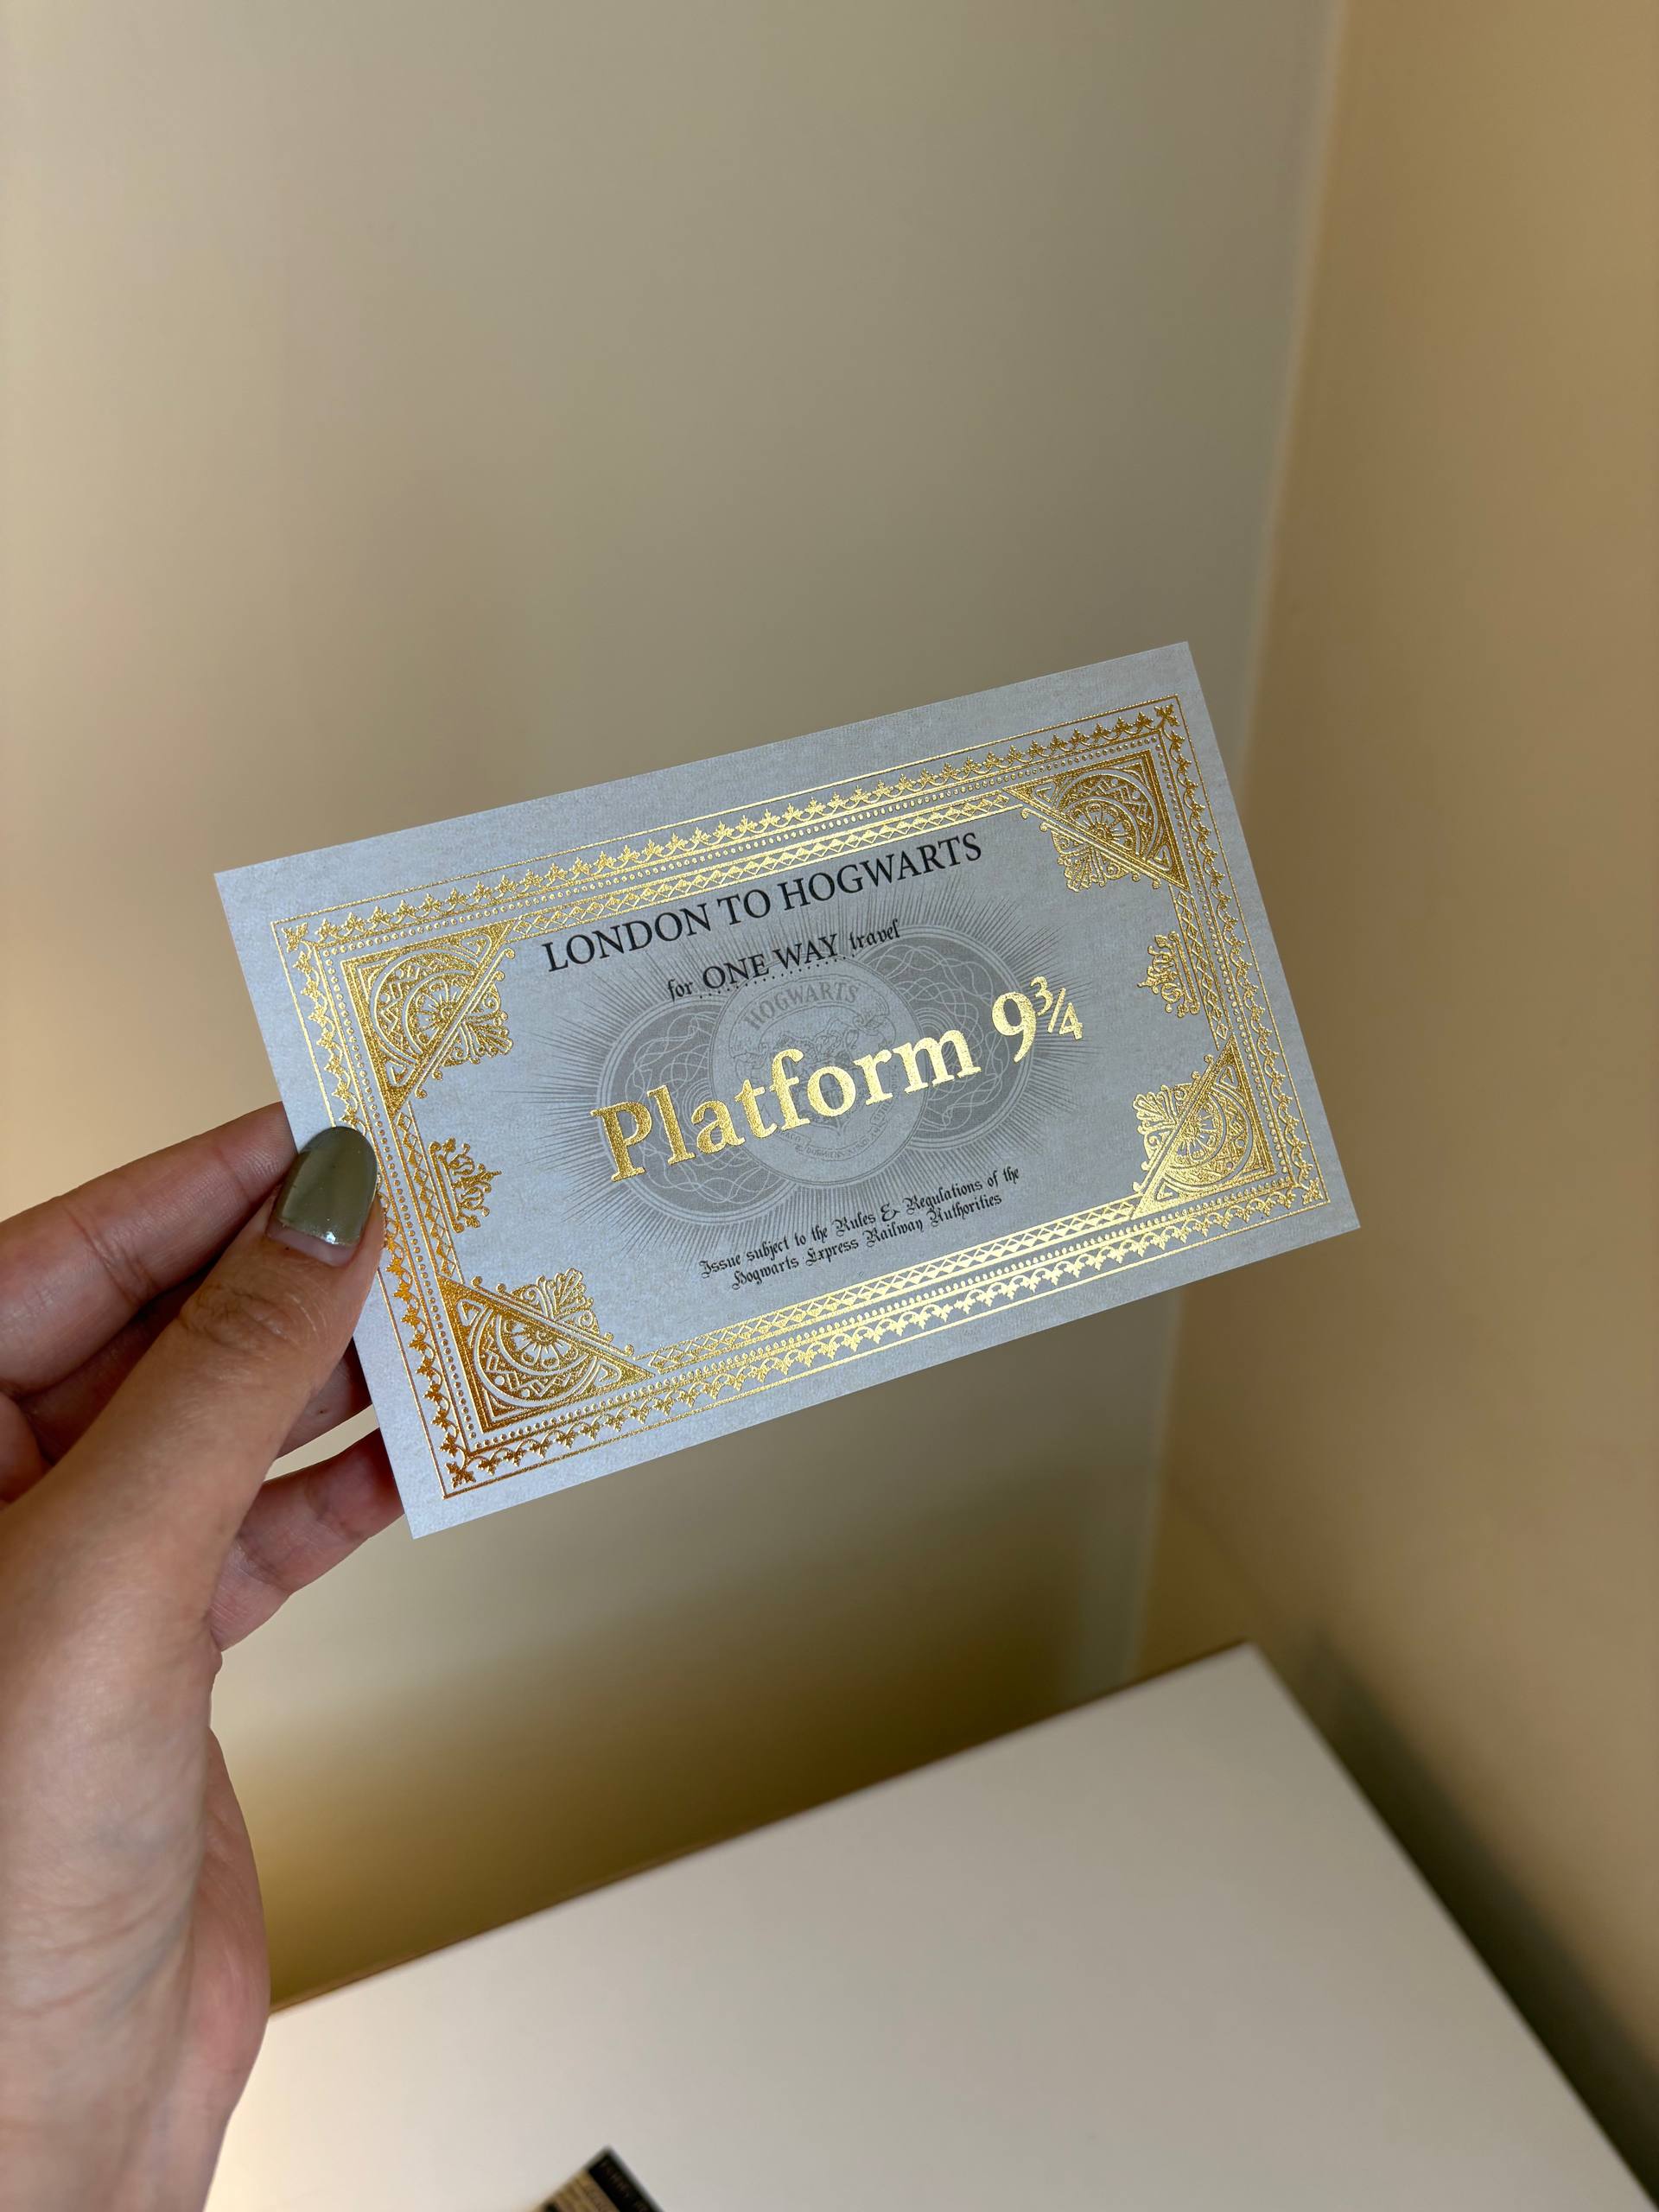 LONDON TO HOGWARTS
for ONE WAY travel
HOGWARTS
Platform 9¾
Issue subject to the Rules & Regulations of the
Hogwarts Express Railway Authorities